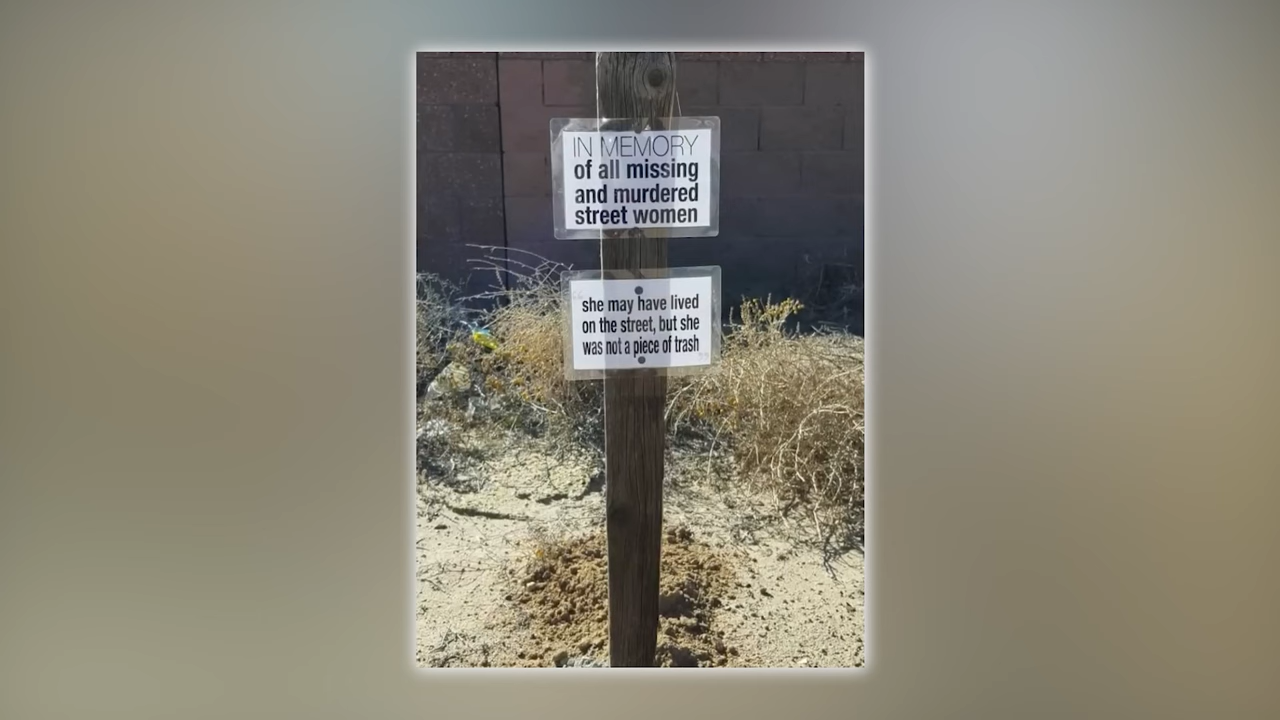 IN MEMORY
of all missing
and murdered
street women
“she may have lived
on the street, but she
was not a piece of trash”